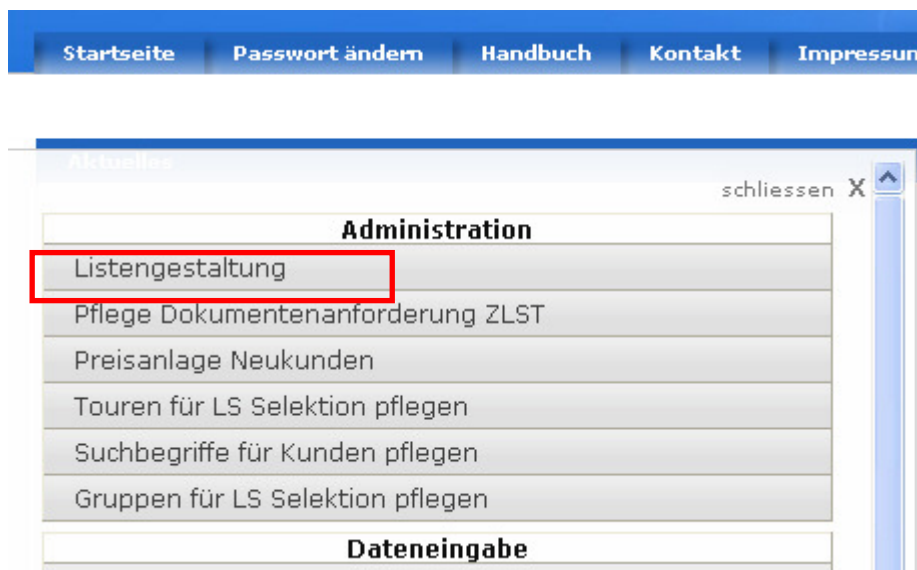 Startseite Passwort ändern Handbuch Kontakt Impressum
Aktuelles
schliessen X
Administration
Listengestaltung
Pflege Dokumentenanforderung ZLST
Preisanlage Neukunden
Touren für LS Selektion pflegen
Suchbegriffe für Kunden pflegen
Gruppen für LS Selektion pflegen
Dateneingabe